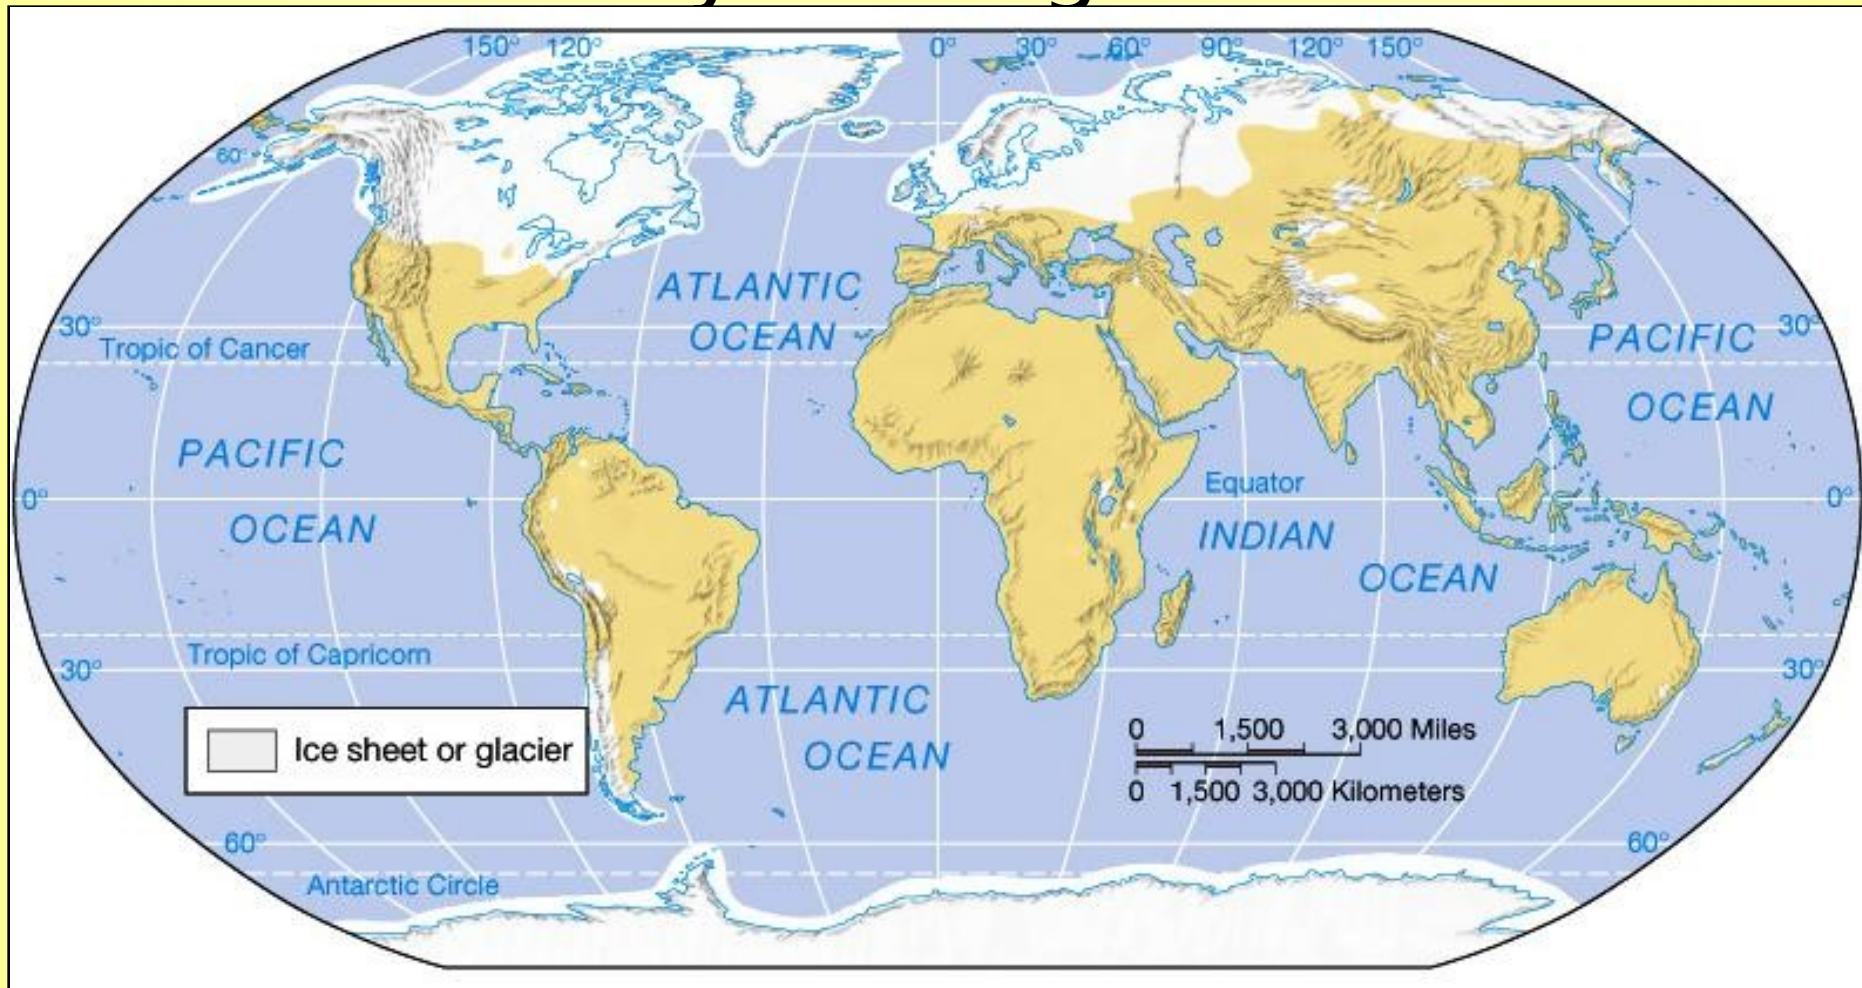 150° 120° 0° 30° 60° 90° 120° 150°
60°
ATLANTIC
OCEAN
30°
Tropic of Cancer
PACIFIC
OCEAN
30°
PACIFIC
OCEAN
0°
Equator
INDIAN
OCEAN
0°
Tropic of Capricorn
30°
30°
ATLANTIC
OCEAN
Ice sheet or glacier
0 1,500 3,000 Miles
0 1,500 3,000 Kilometers
60°
60°
Antarctic Circle